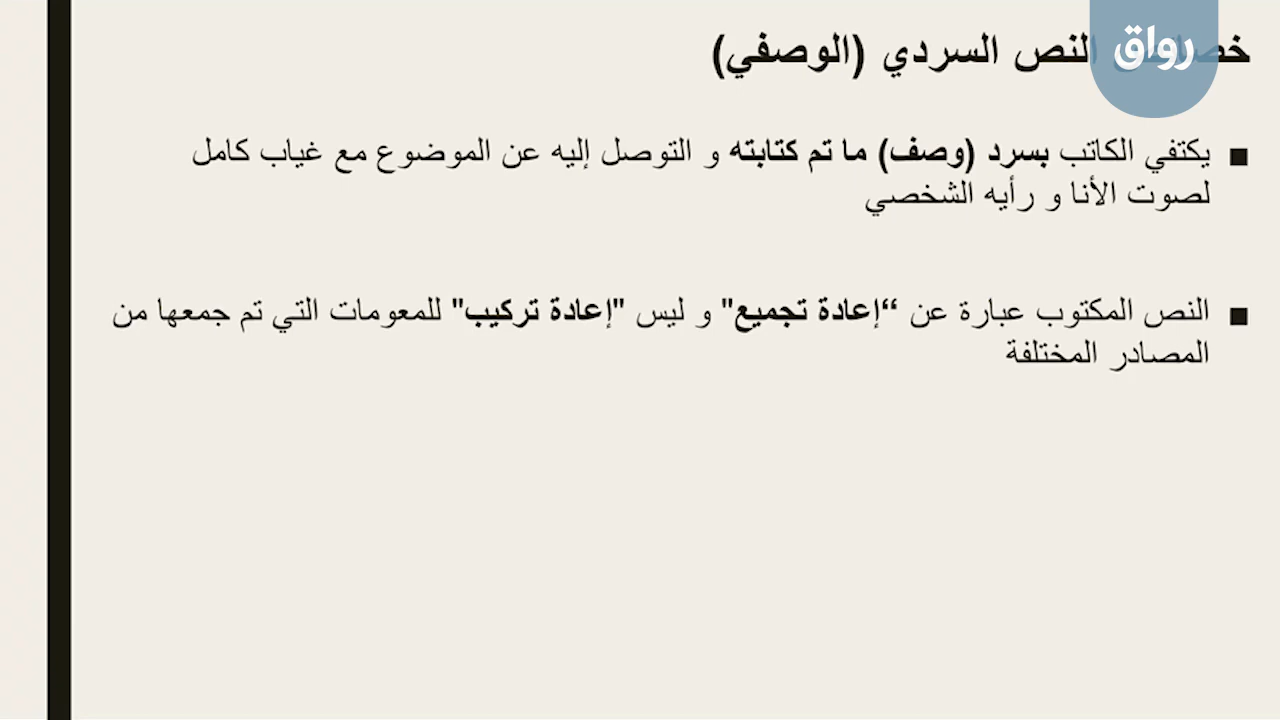 خصائص النص السردي (الوصفي)
رواق
يكتفي الكاتب بسرد (وصف) ما تم كتابته و التوصل إليه عن الموضوع مع غياب كامل
لصوت الأنا و رأيه الشخصي
النص المكتوب عبارة عن “إعادة تجميع" و ليس "إعادة تركيب" للمعومات التي تم جمعها من
المصادر المختلفة